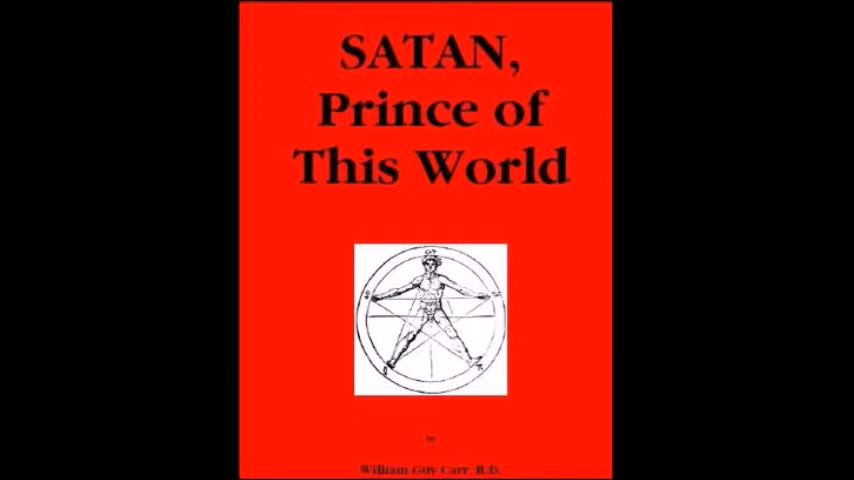 SATAN,
Prince of
This World
by
William Guy Carr, R.D.